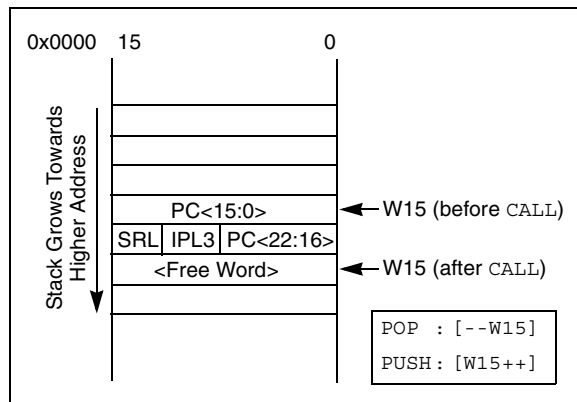 0x0000 15 0
Stack Grows Towards
Higher Address
PC<15:0>
W15 (before CALL)
SRL IPL3 PC<22:16>
<Free Word>
W15 (after CALL)
POP : [--W15]
PUSH: [W15++]